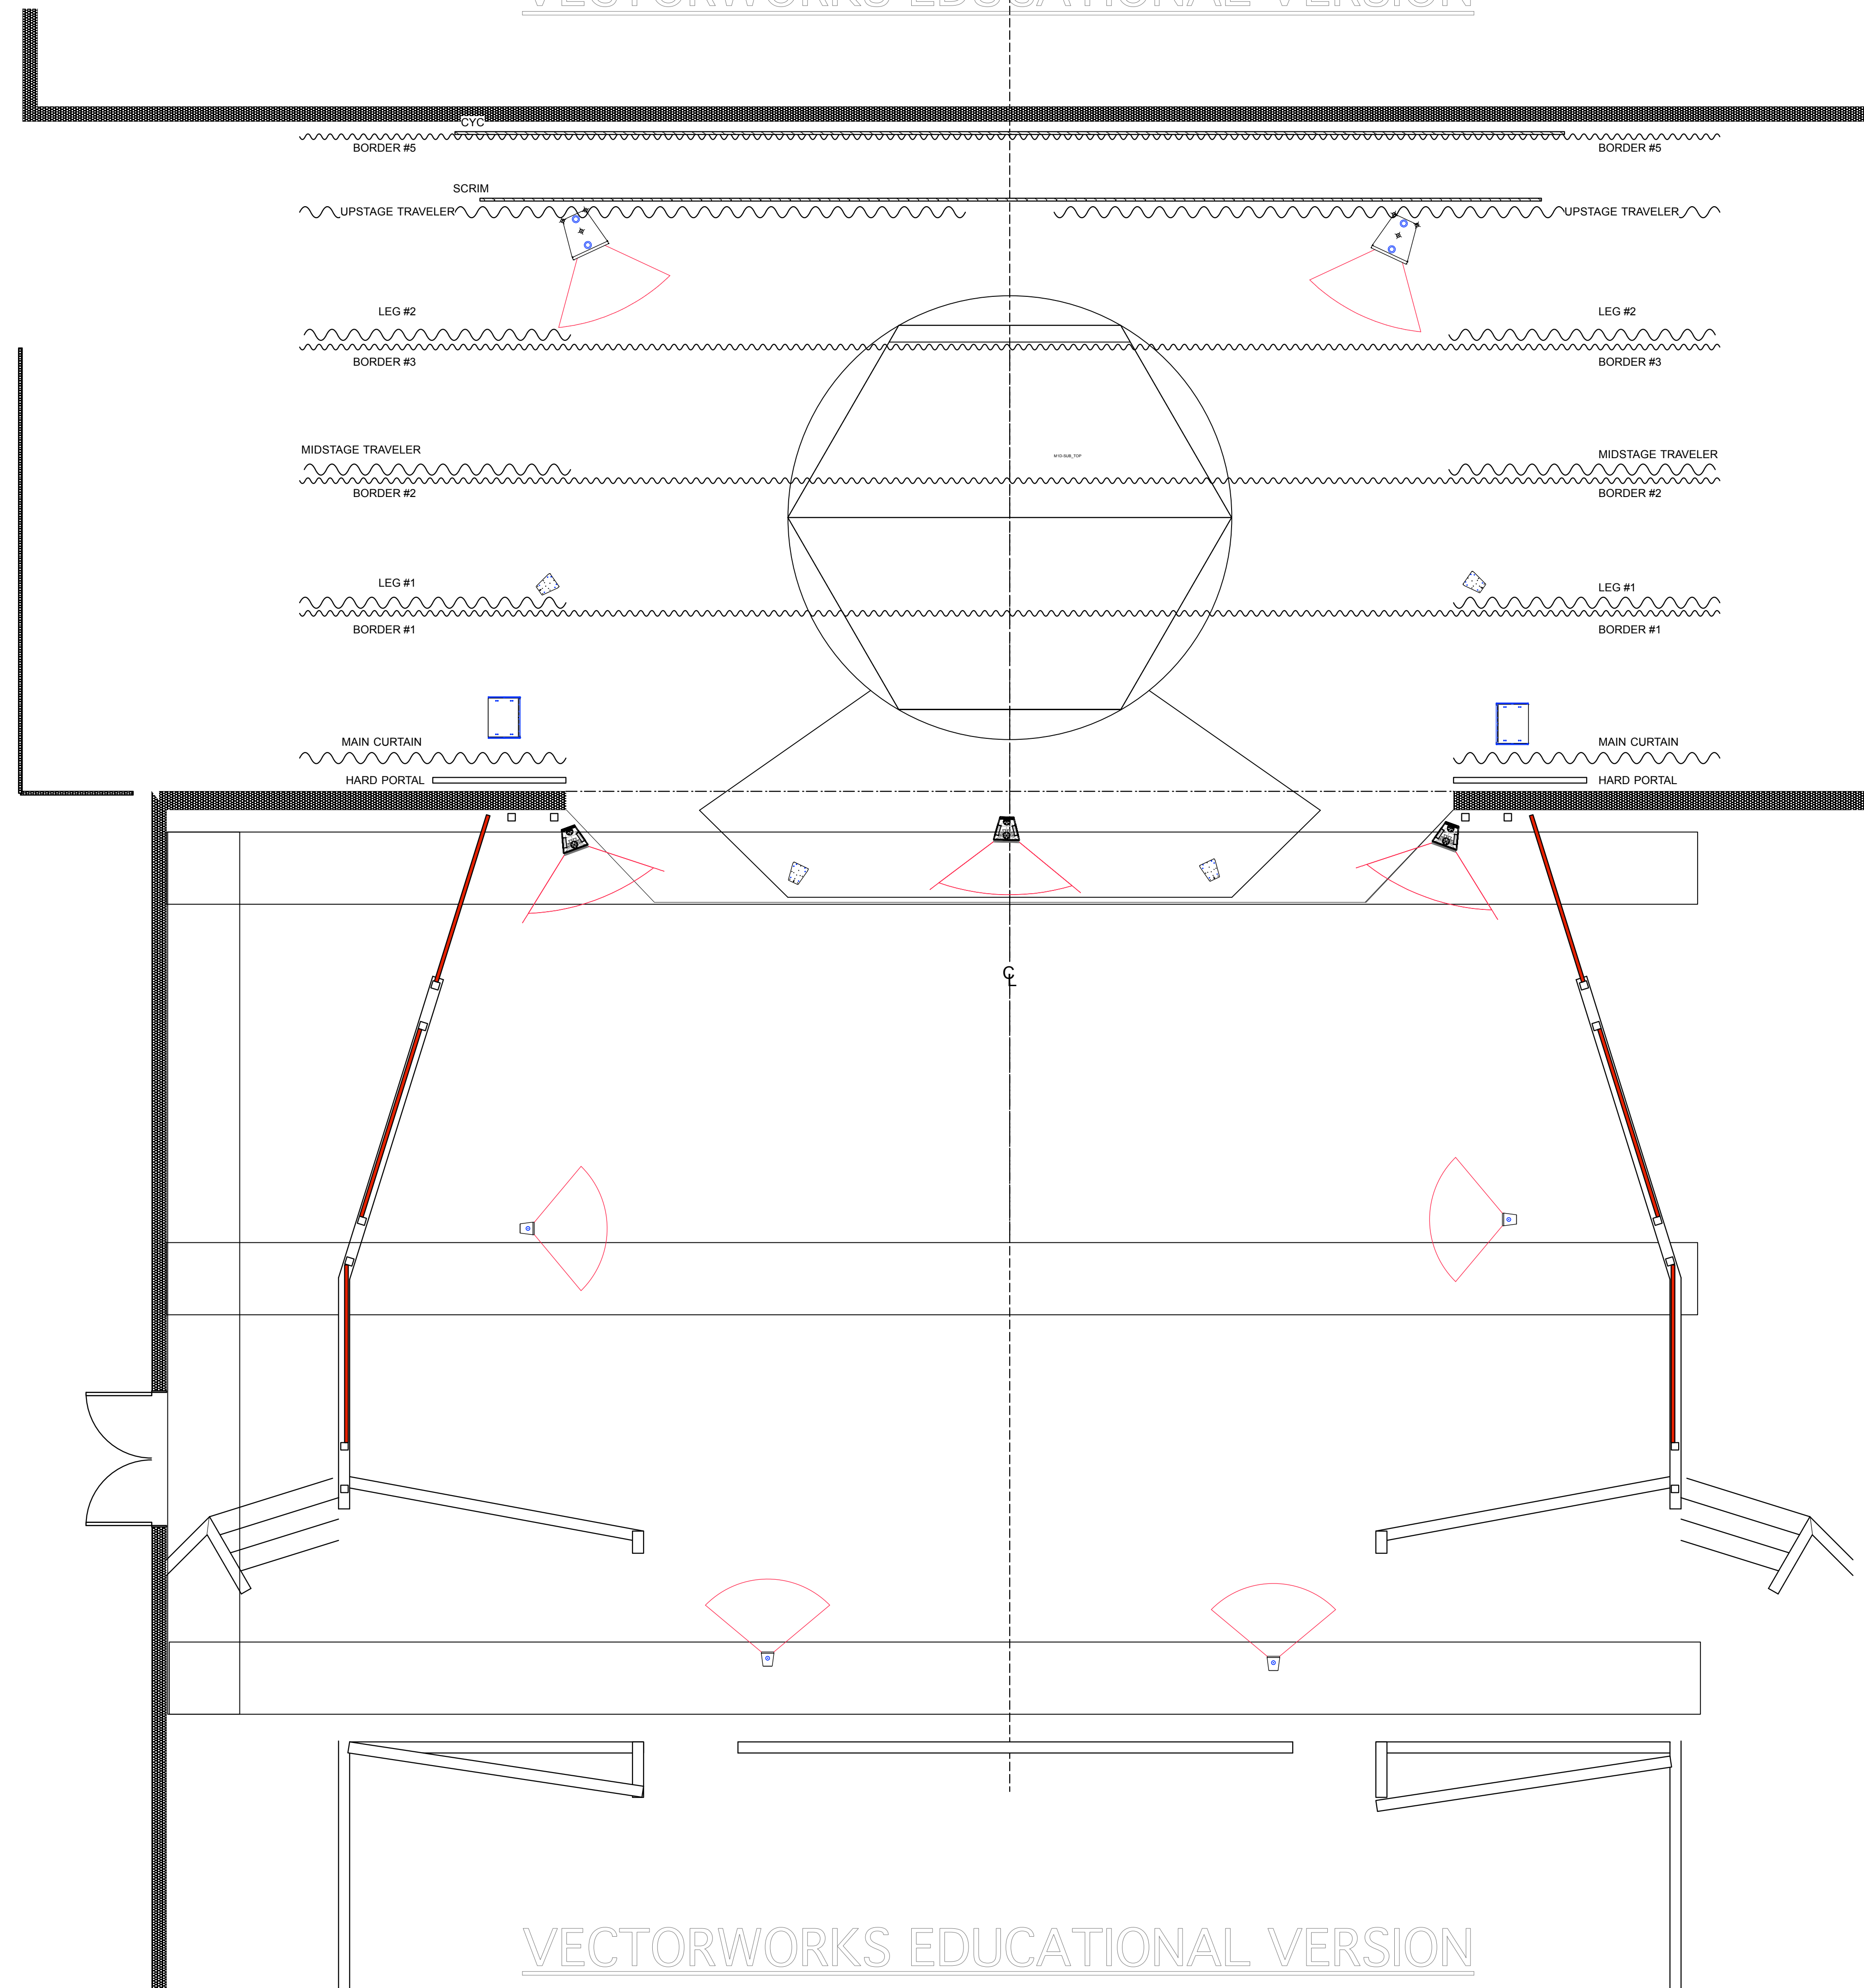 VECTORWORKS EDUCATIONAL VERSION
CYC
BORDER #5
BORDER #5
SCRIM
UPSTAGE TRAVELER
UPSTAGE TRAVELER
LEG #2
LEG #2
BORDER #3
BORDER #3
MIDSTAGE TRAVELER
MIDSTAGE TRAVELER
M1D-SUB_TOP
BORDER #2
BORDER #2
LEG #1
LEG #1
BORDER #1
BORDER #1
MAIN CURTAIN
MAIN CURTAIN
HARD PORTAL
HARD PORTAL
CL
VECTORWORKS EDUCATIONAL VERSION